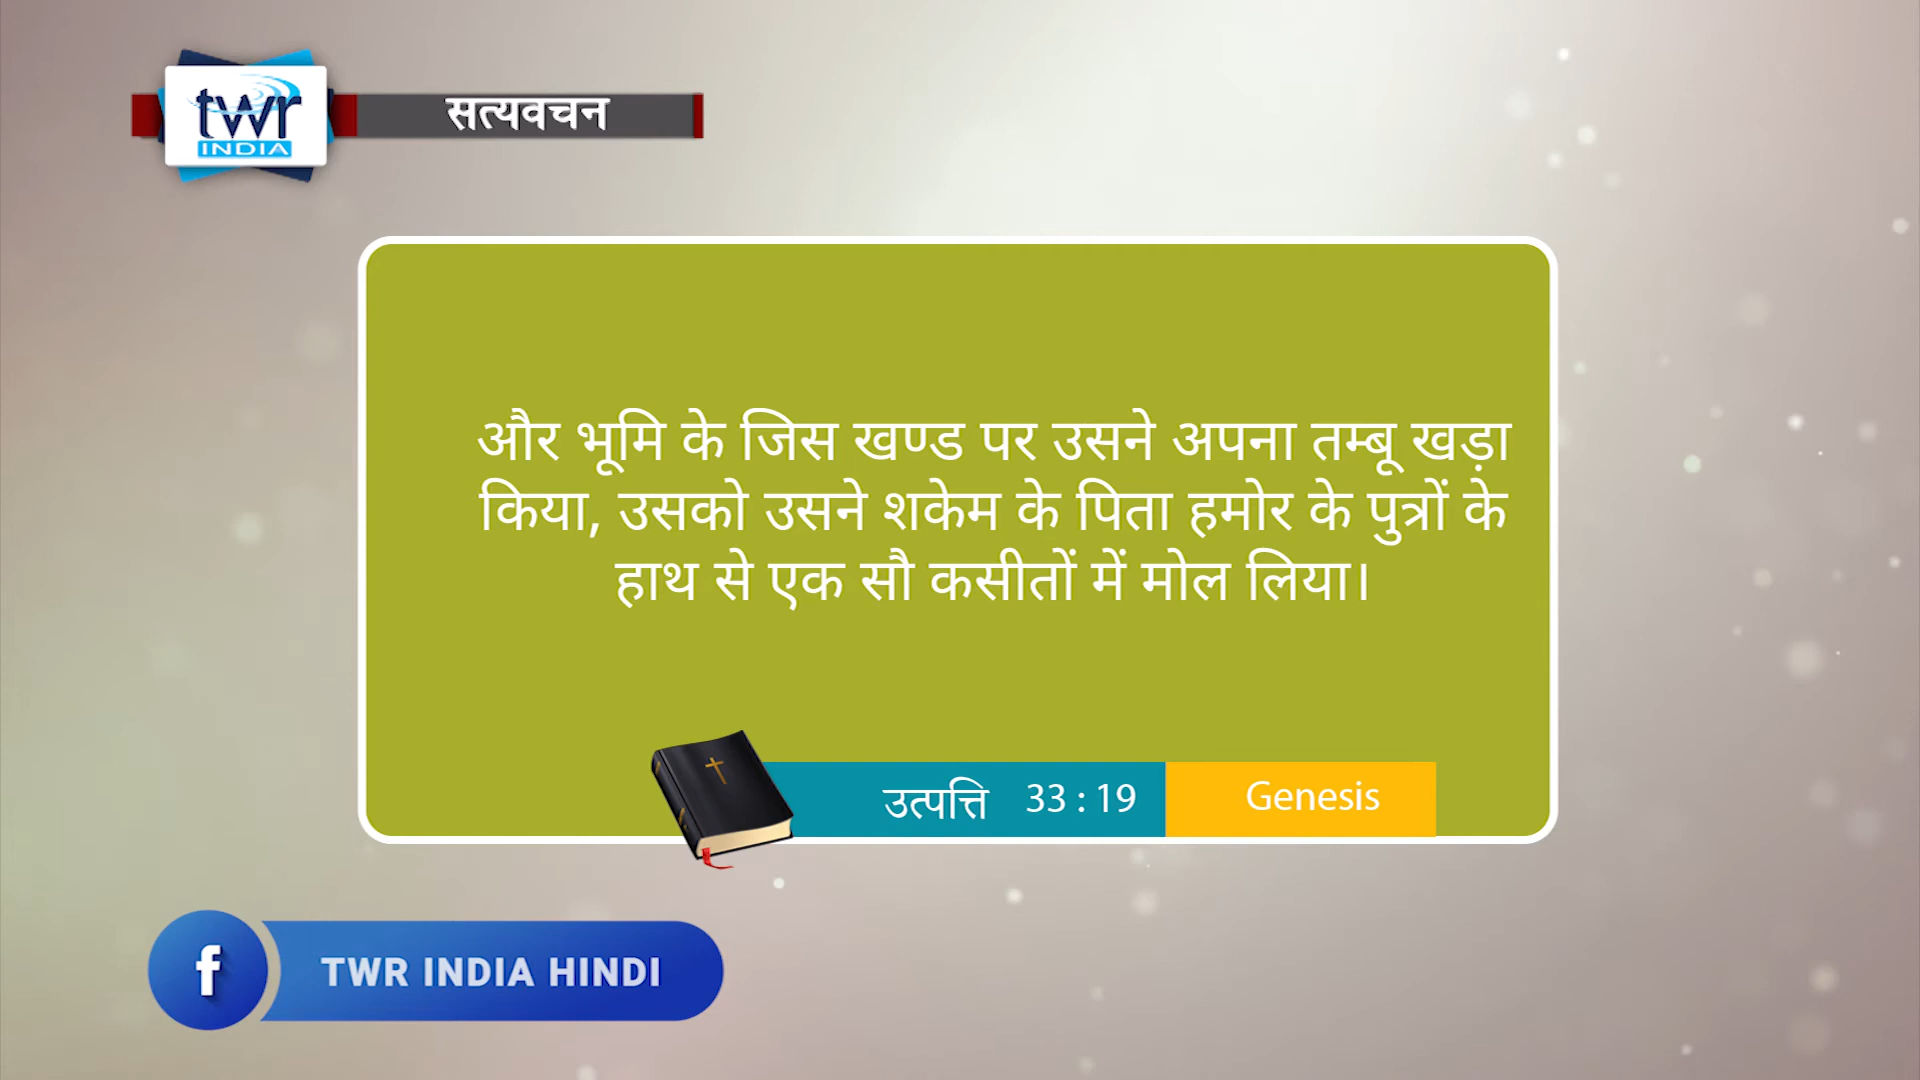 twr
INDIA
सत्यवचन
और भूमि के जिस खण्ड पर उसने अपना तम्बू खड़ा
किया, उसको उसने शकेम के पिता हमोर के पुत्रों के
हाथ से एक सौ कसीतों में मोल लिया।
उत्पत्ति 33 : 19 Genesis
f TWR INDIA HINDI